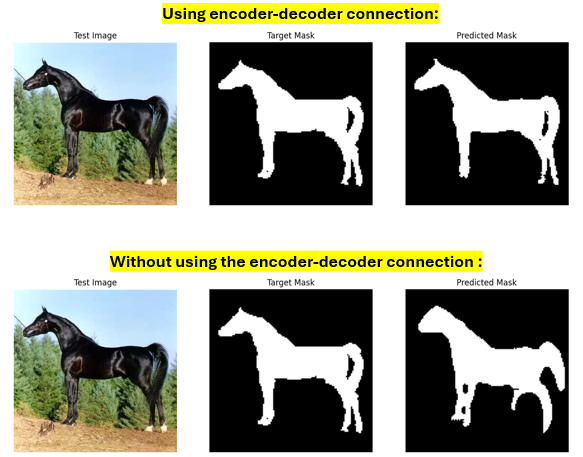 Using encoder-decoder connection:
Test Image Target Mask Predicted Mask
Without using the encoder-decoder connection :
Test Image Target Mask Predicted Mask